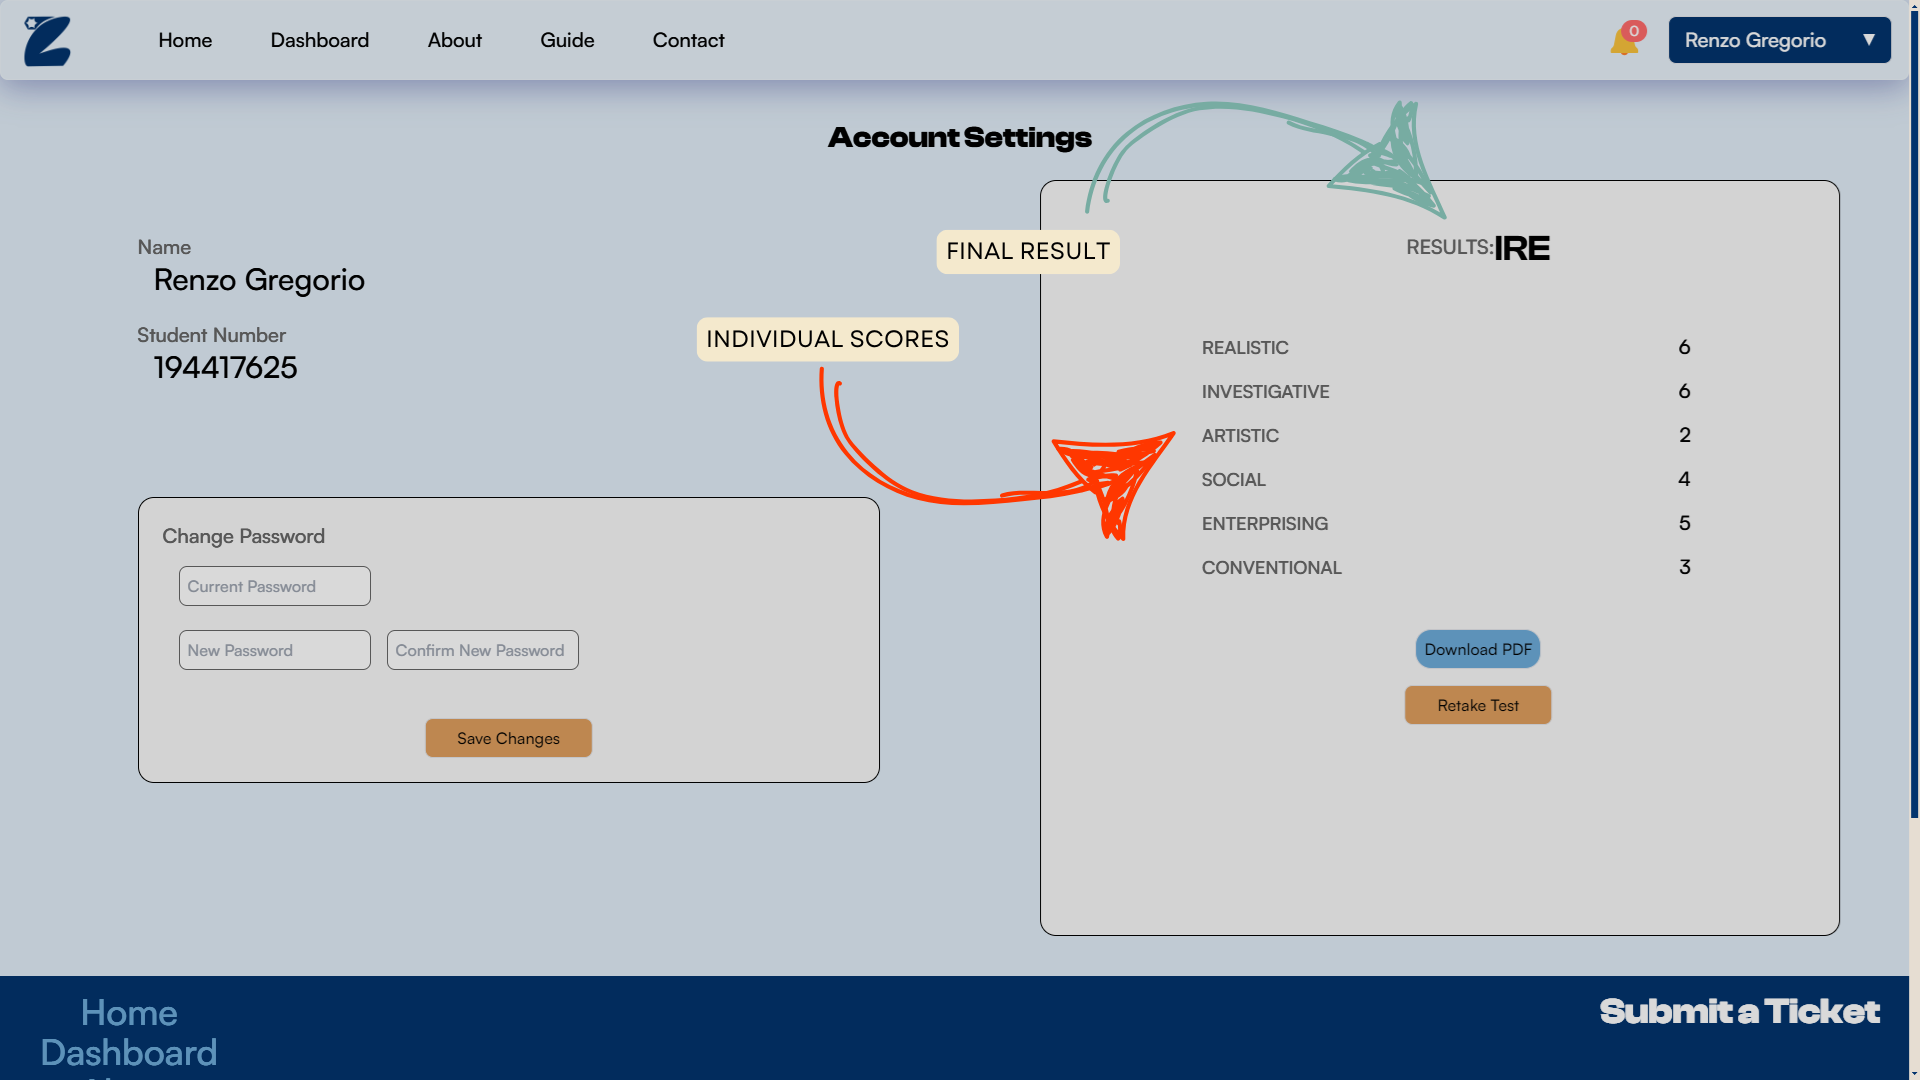 Home Dashboard About Guide Contact 0 Renzo Gregorio ▼
Account Settings
Name
Renzo Gregorio
Student Number
194417625
Change Password
Current Password
New Password Confirm New Password
Save Changes
FINAL RESULT
INDIVIDUAL SCORES
RESULTS:IRE
REALISTIC 6
INVESTIGATIVE 6
ARTISTIC 2
SOCIAL 4
ENTERPRISING 5
CONVENTIONAL 3
Download PDF
Retake Test
Home
Dashboard
Submit a Ticket